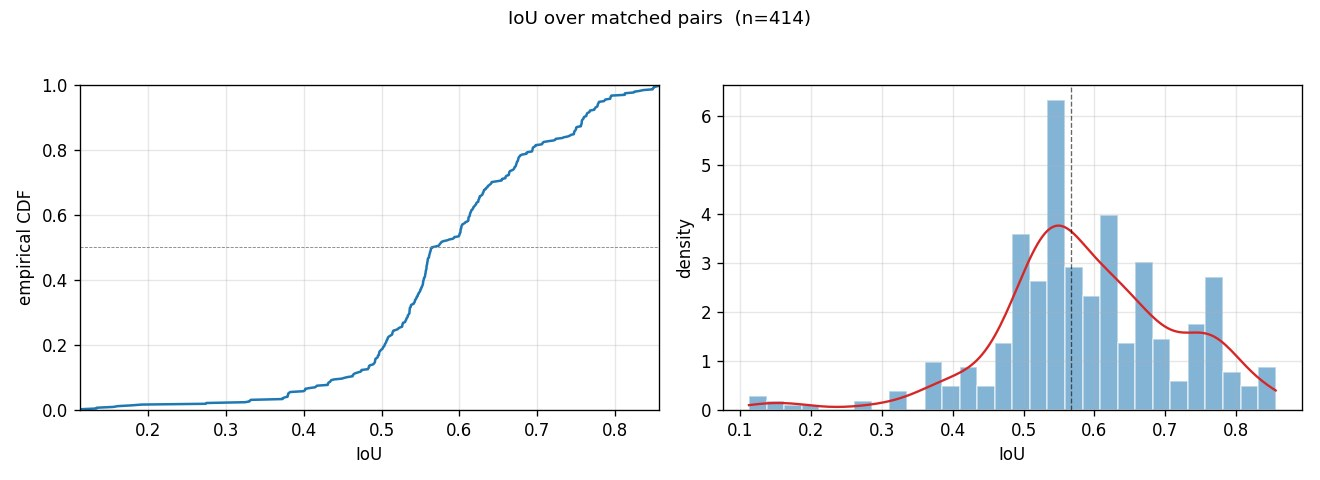 IoU over matched pairs (n=414)
empirical CDF
1.0
0.8
0.6
0.4
0.2
0.0
0.2 0.3 0.4 0.5 0.6 0.7 0.8
IoU
density
6
5
4
3
2
1
0
0.1 0.2 0.3 0.4 0.5 0.6 0.7 0.8
IoU